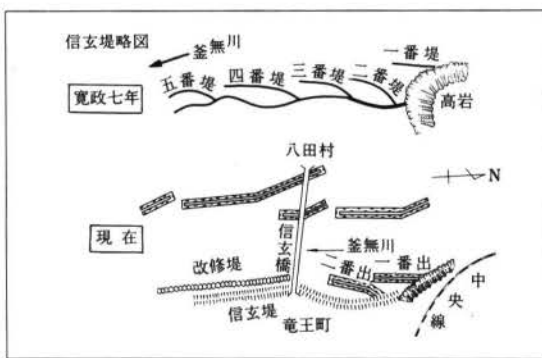 信玄堤略図
釜無川
寛政七年
五番堤
四番堤
三番堤
二番堤
一番堤
高岩
八田村
N
現在
信玄橋
釜無川
改修堤
二番出
一番出
信玄堤
竜王町
中央線